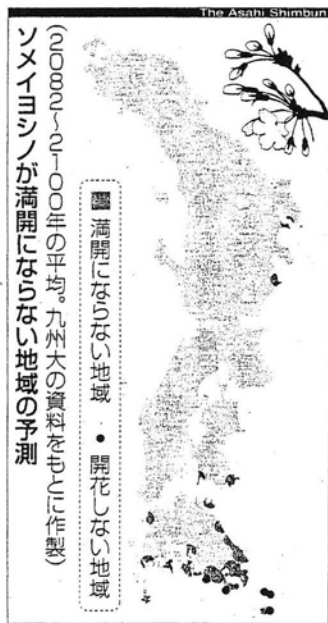 The Asahi Shimbun
ソメイヨシノが満開にならない地域の予測
(2082~2100年の平均。九州大の資料をもとに作製)
満開にならない地域 ● 開花しない地域